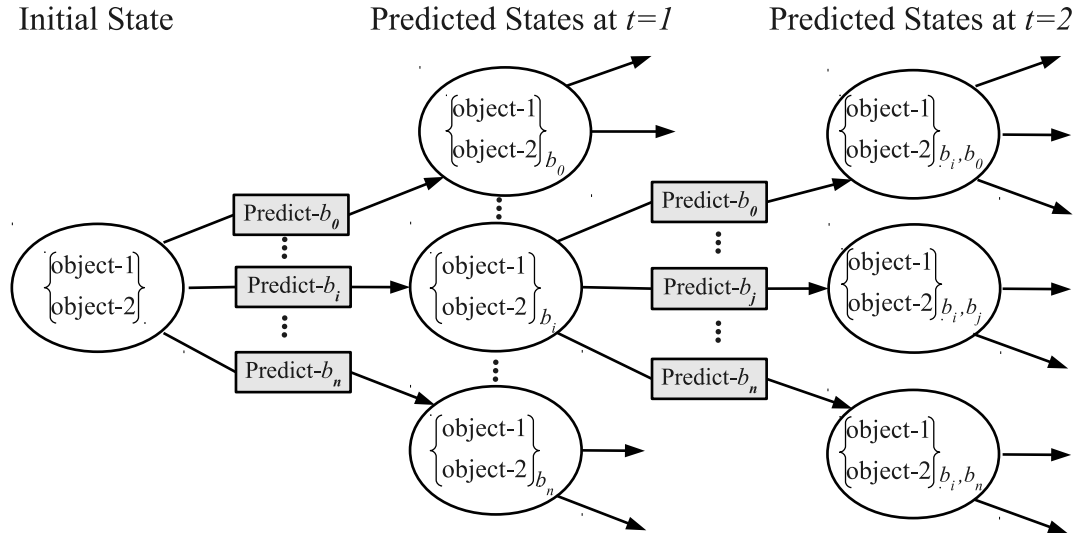 Initial State
Predicted States at t=1
Predicted States at t=2
object-1
object-2
Predict-b0
Predict-bi
Predict-bn
object-1
object-2
b0
object-1
object-2
bi
object-1
object-2
bn
Predict-b0
Predict-bj
Predict-bn
object-1
object-2
bi,b0
object-1
object-2
bi,bj
object-1
object-2
bi,bn